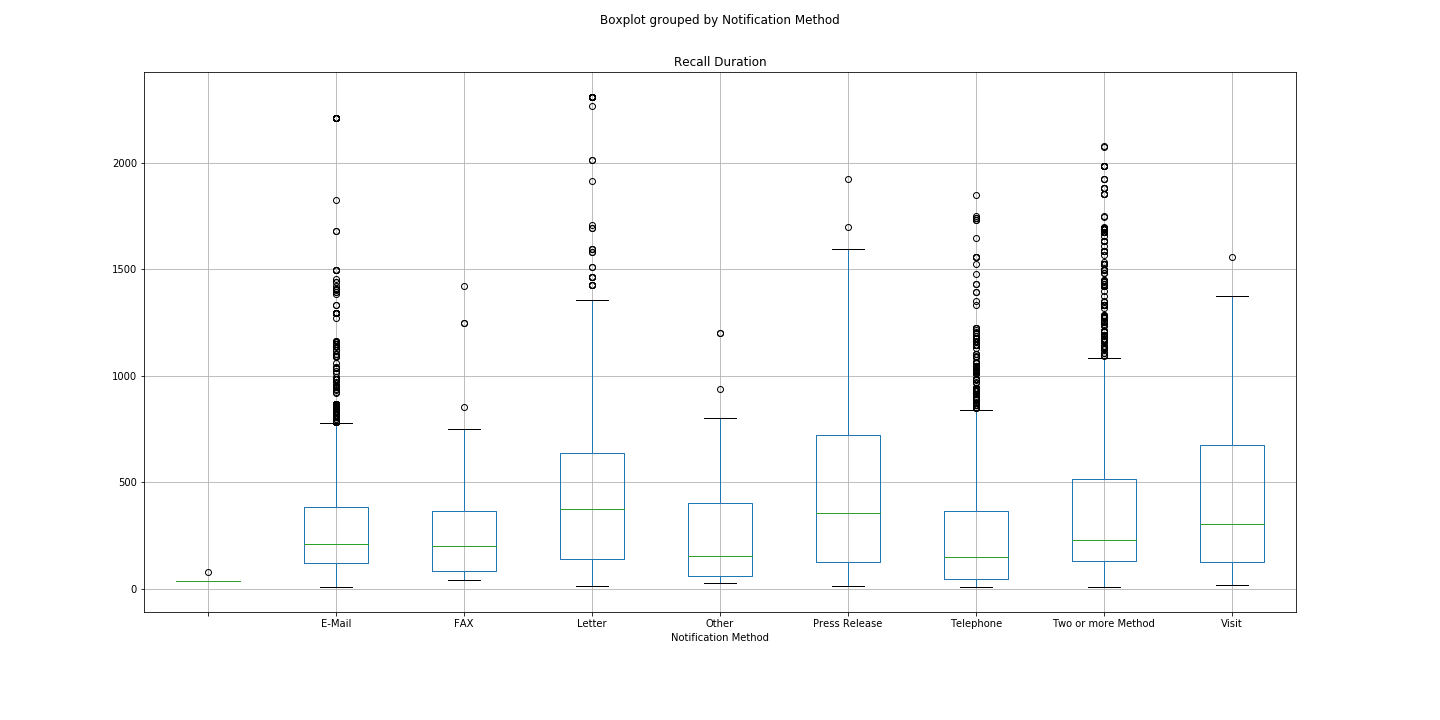 Boxplot grouped by Notification Method
Recall Duration
2000
1500
1000
500
0
E-Mail FAX Letter Other Press Release Telephone Two or more Method Visit
Notification Method